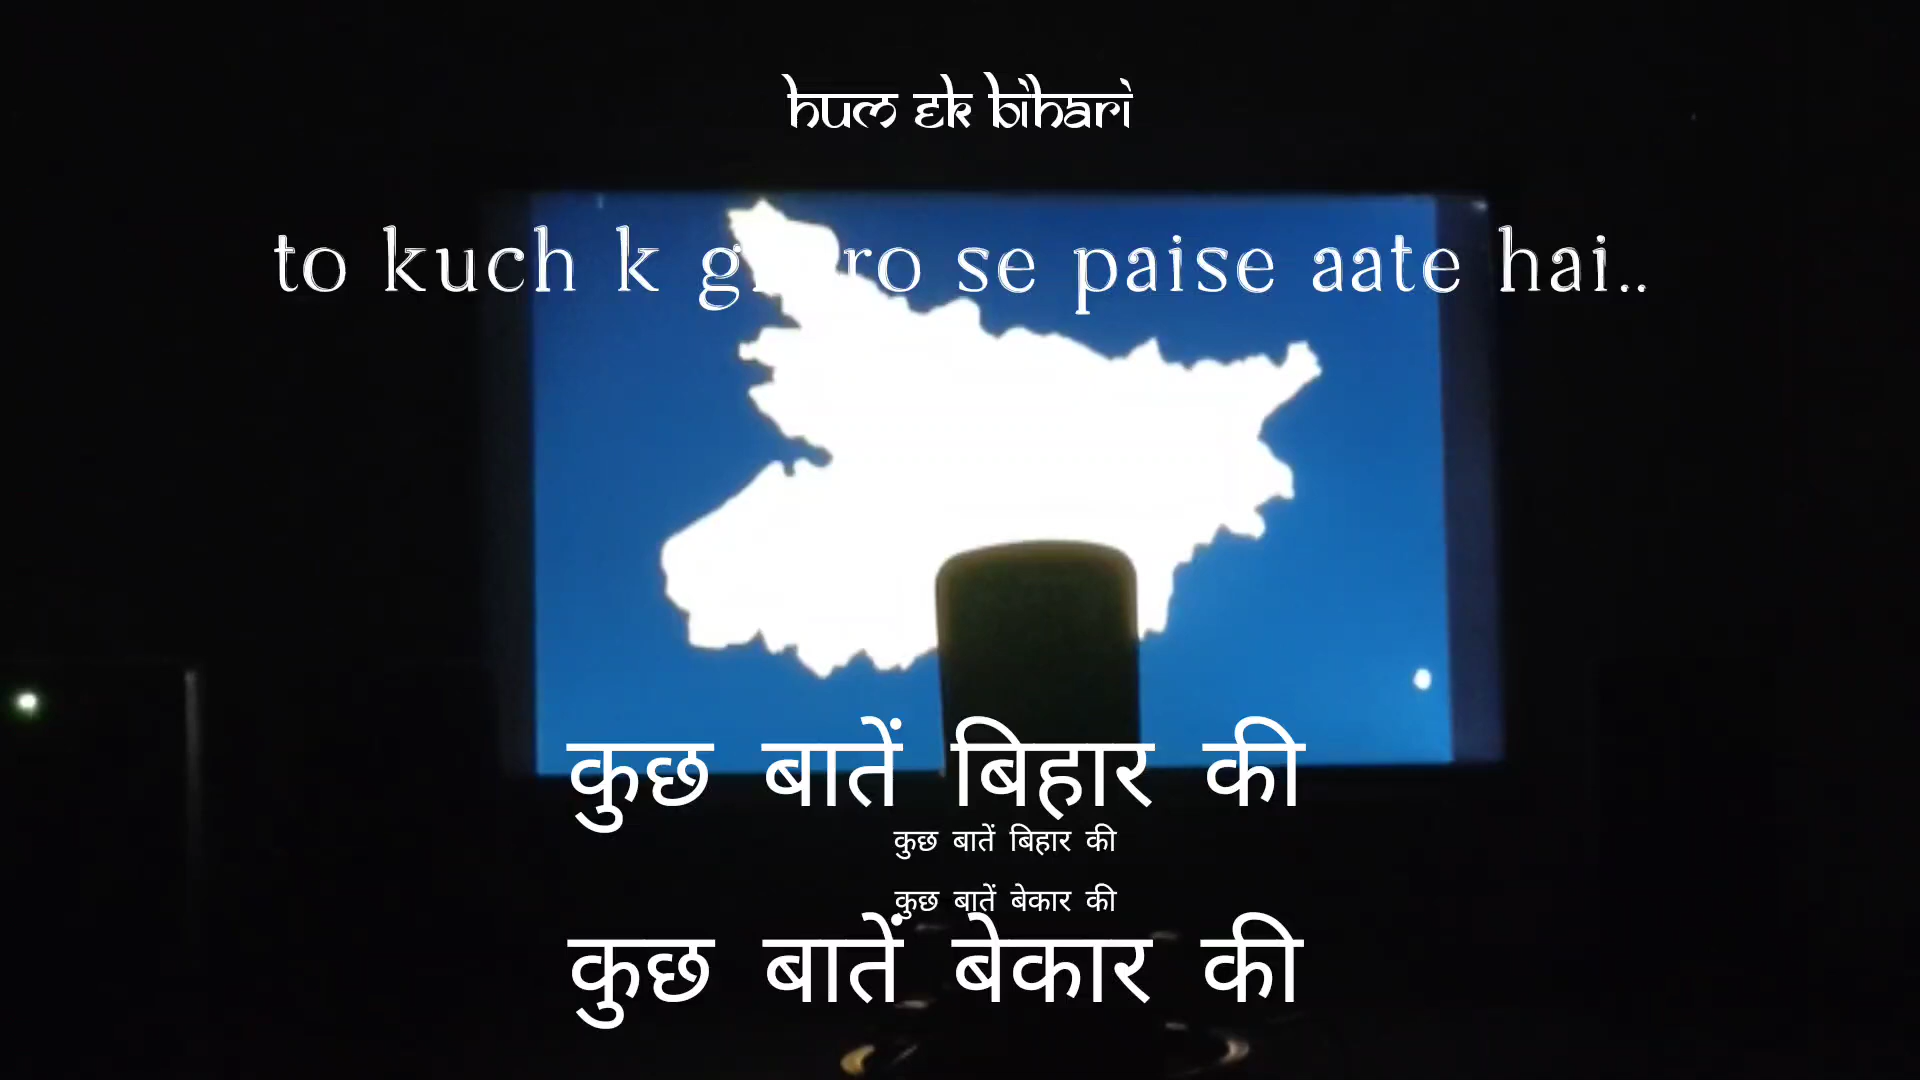 hum ek bihari
to kuch k se paise aate hai..
कुछ बातें बिहार की
कुछ बातें बिहार की
कुछ बातें बेकार की
कुछ बातें बेकार की